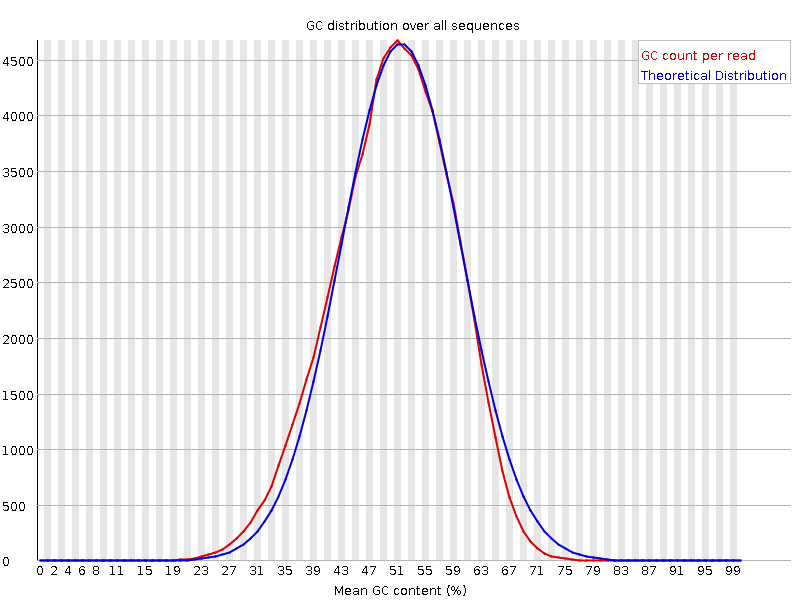 GC distribution over all sequences
GC count per read
Theoretical Distribution
4500
4000
3500
3000
2500
2000
1500
1000
500
0
0 2 4 6 8 11 15 19 23 27 31 35 39 43 47 51 55 59 63 67 71 75 79 83 87 91 95 99
Mean GC content (%)